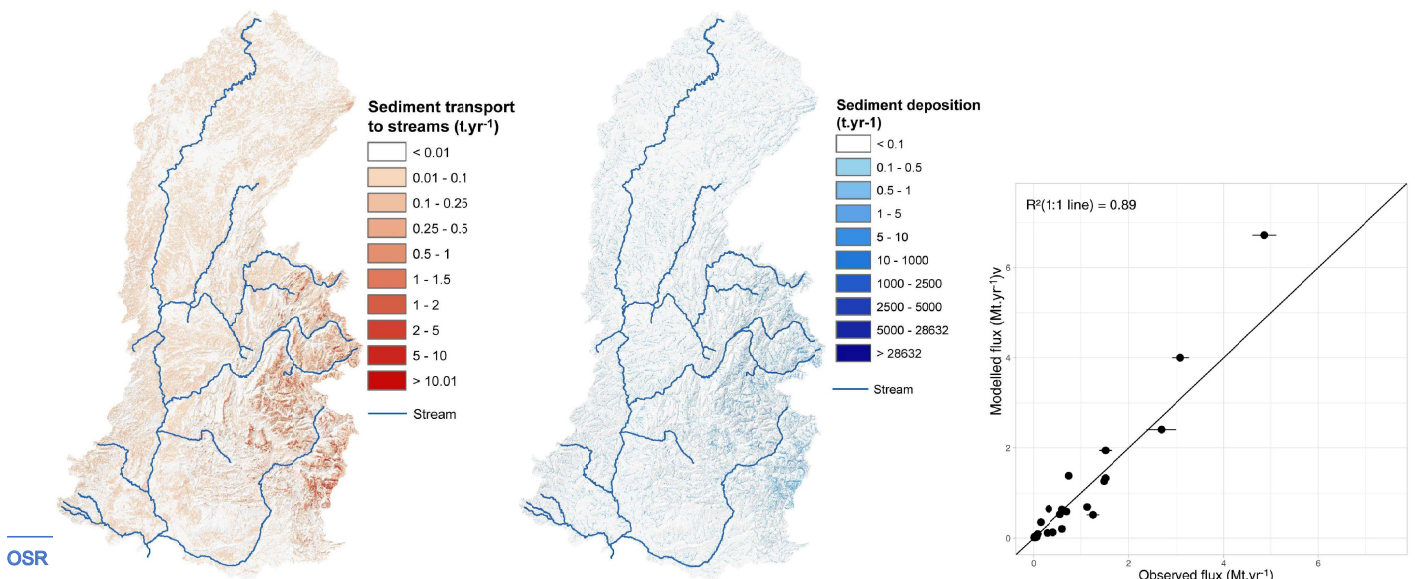 Sediment transport
to streams (t.yr-1)
< 0.01
0.01 - 0.1
0.1 - 0.25
0.25 - 0.5
0.5 - 1
1 - 1.5
1 - 2
2 - 5
5 - 10
> 10.01
Stream
Sediment deposition
(t.yr-1)
< 0.1
0.1 - 0.5
0.5 - 1
1 - 5
5 - 10
10 - 1000
1000 - 2500
2500 - 5000
5000 - 28632
> 28632
Stream
R²(1:1 line) = 0.89
Modelled flux (Mt.yr-1)v
6
4
2
0
0
2
4
6
Observed flux (Mt.yr-1)
OSR